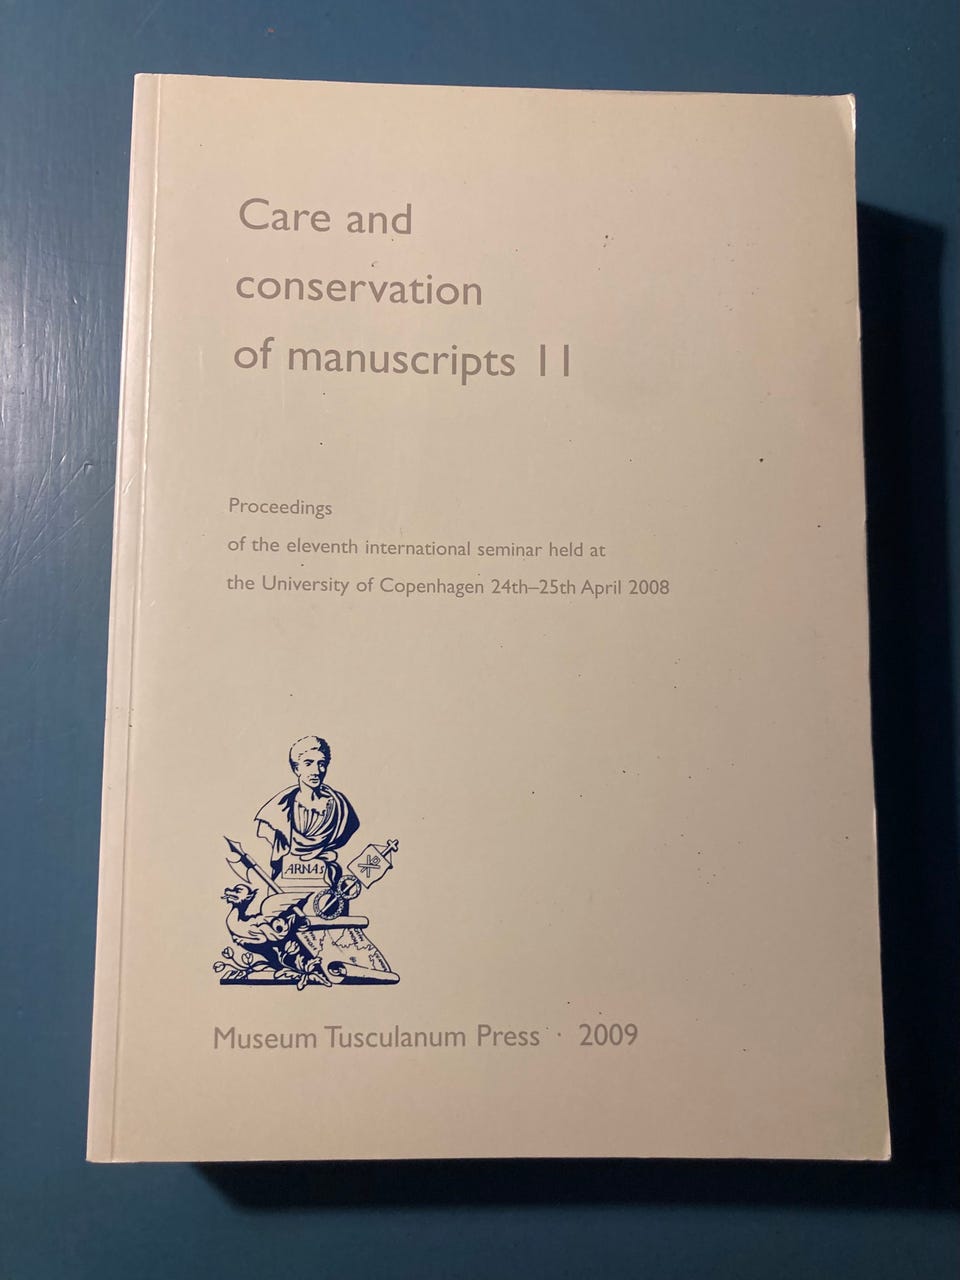 Care and
conservation
of manuscripts 11
Proceedings
of the eleventh international seminar held at
the University of Copenhagen 24th–25th April 2008
ARNAS
Museum Tusculanum Press · 2009